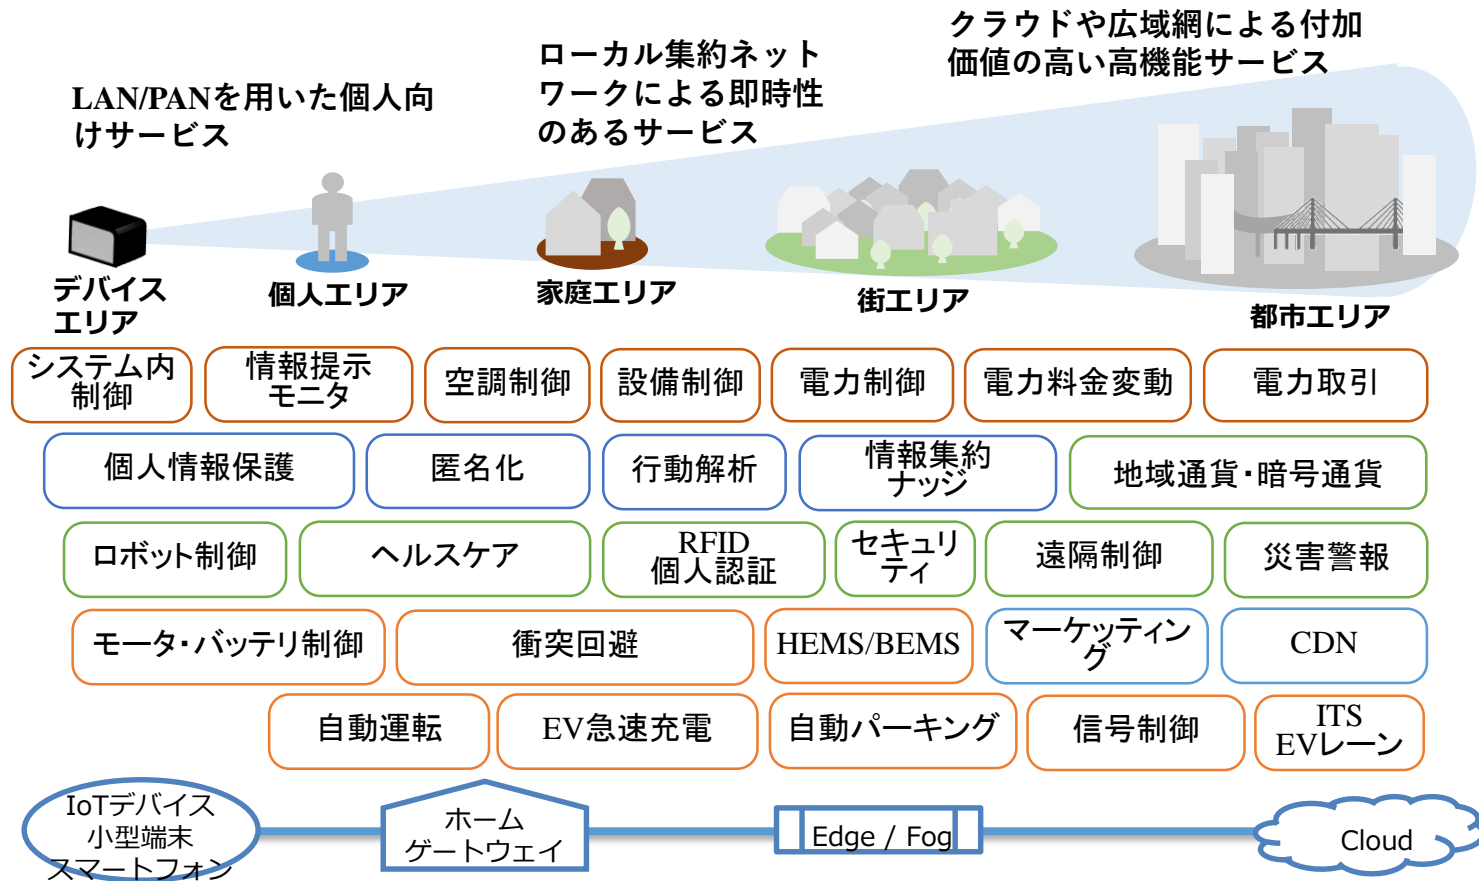 クラウドや広域網による付加
価値の高い高機能サービス
ローカル集約ネット
ワークによる即時性
のあるサービス
LAN/PANを用いた個人向
けサービス
デバイス
エリア
個人エリア
家庭エリア
街エリア
都市エリア
システム内
制御
情報提示
モニタ
空調制御
設備制御
電力制御
電力料金変動
電力取引
個人情報保護
匿名化
行動解析
情報集約
ナッジ
地域通貨・暗号通貨
ロボット制御
ヘルスケア
RFID
個人認証
セキュリ
ティ
遠隔制御
災害警報
モータ・バッテリ制御
衝突回避
HEMS/BEMS
マーケッティン
グ
CDN
自動運転
EV急速充電
自動パーキング
信号制御
ITS
EVレーン
IoTデバイス
小型端末
スマートフォン
ホーム
ゲートウェイ
Edge / Fog
Cloud